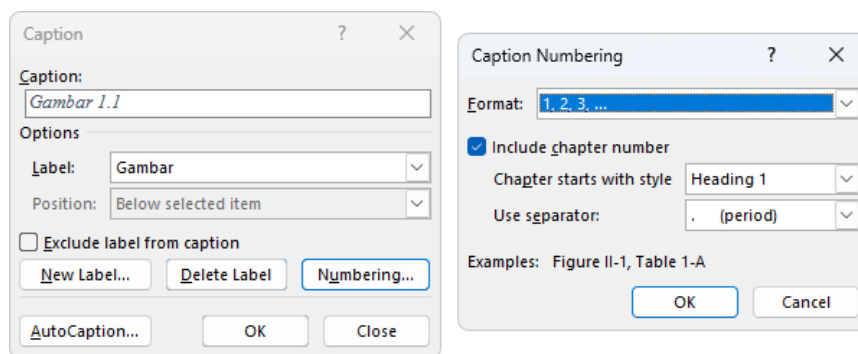 Caption
?
Caption:
Gambar 1.1
Options
Label: Gambar
Position: Below selected item
Exclude label from caption
New Label... Delete Label Numbering...
AutoCaption... OK Close
Caption Numbering
?
Format: 1, 2, 3, ...
Include chapter number
Chapter starts with style Heading 1
Use separator: . (period)
Examples: Figure II-1, Table 1-A
OK Cancel